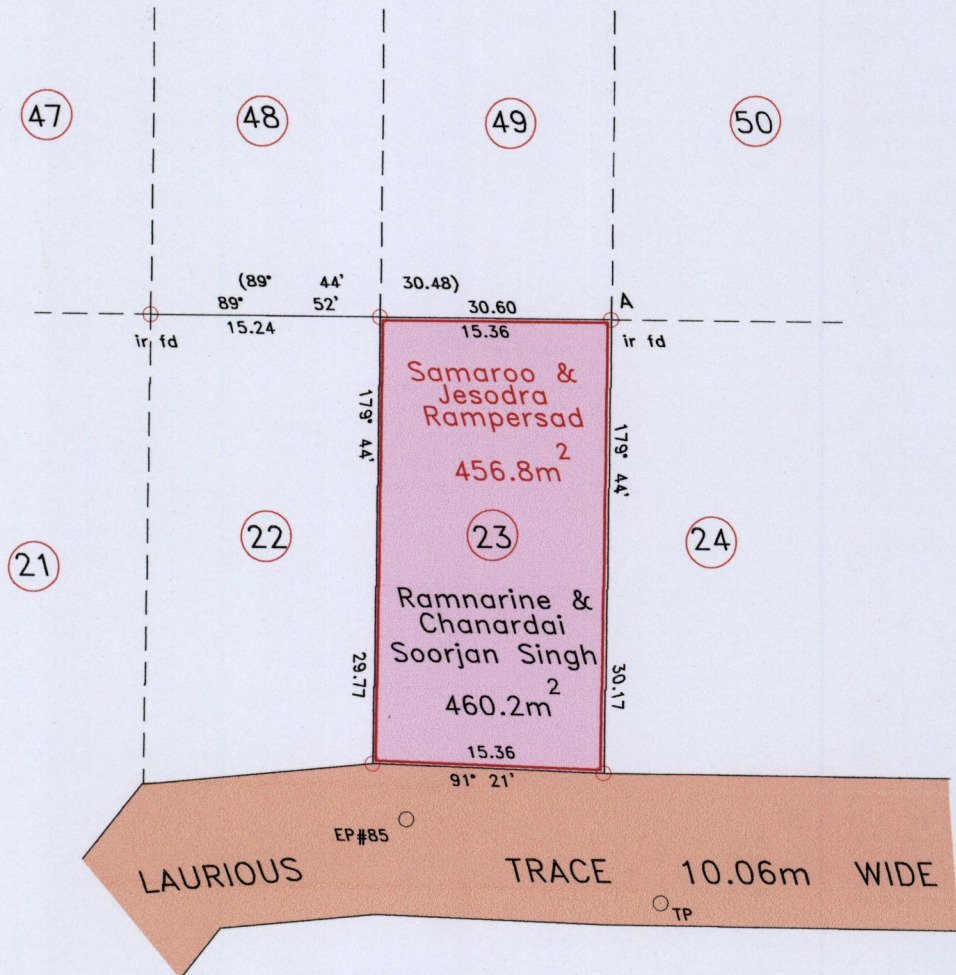 47
48
49
50
(89° 44' 30.48)
89° 52' 30.60
A
15.24
15.36
ir fd
ir fd
Samaroo &
Jesodra
Rampersad
456.8m²
179° 44'
179° 44'
21
22
23
24
Ramnarine &
Chanardai
Soorjan Singh
460.2m²
29.77
30.17
15.36
91° 21'
EP#85
LAURIOUS TRACE 10.06m WIDE
TP